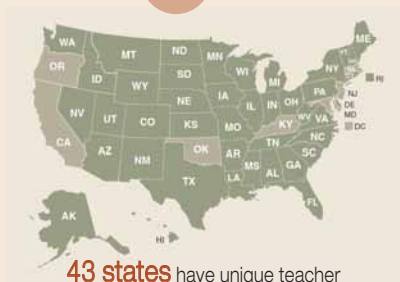 WA
MT
ND
MN
ME
VT
OR
ID
SD
WI
NY
WY
MI
RI
NE
IA
PA
NJ
NV
UT
CO
IL
IN
OH
DE
KS
MO
WV
VA
MD
CA
KY
DC
AZ
NM
OK
AR
TN
NC
SC
MS
AL
GA
TX
LA
FL
AK
HI
43 states have unique teacher